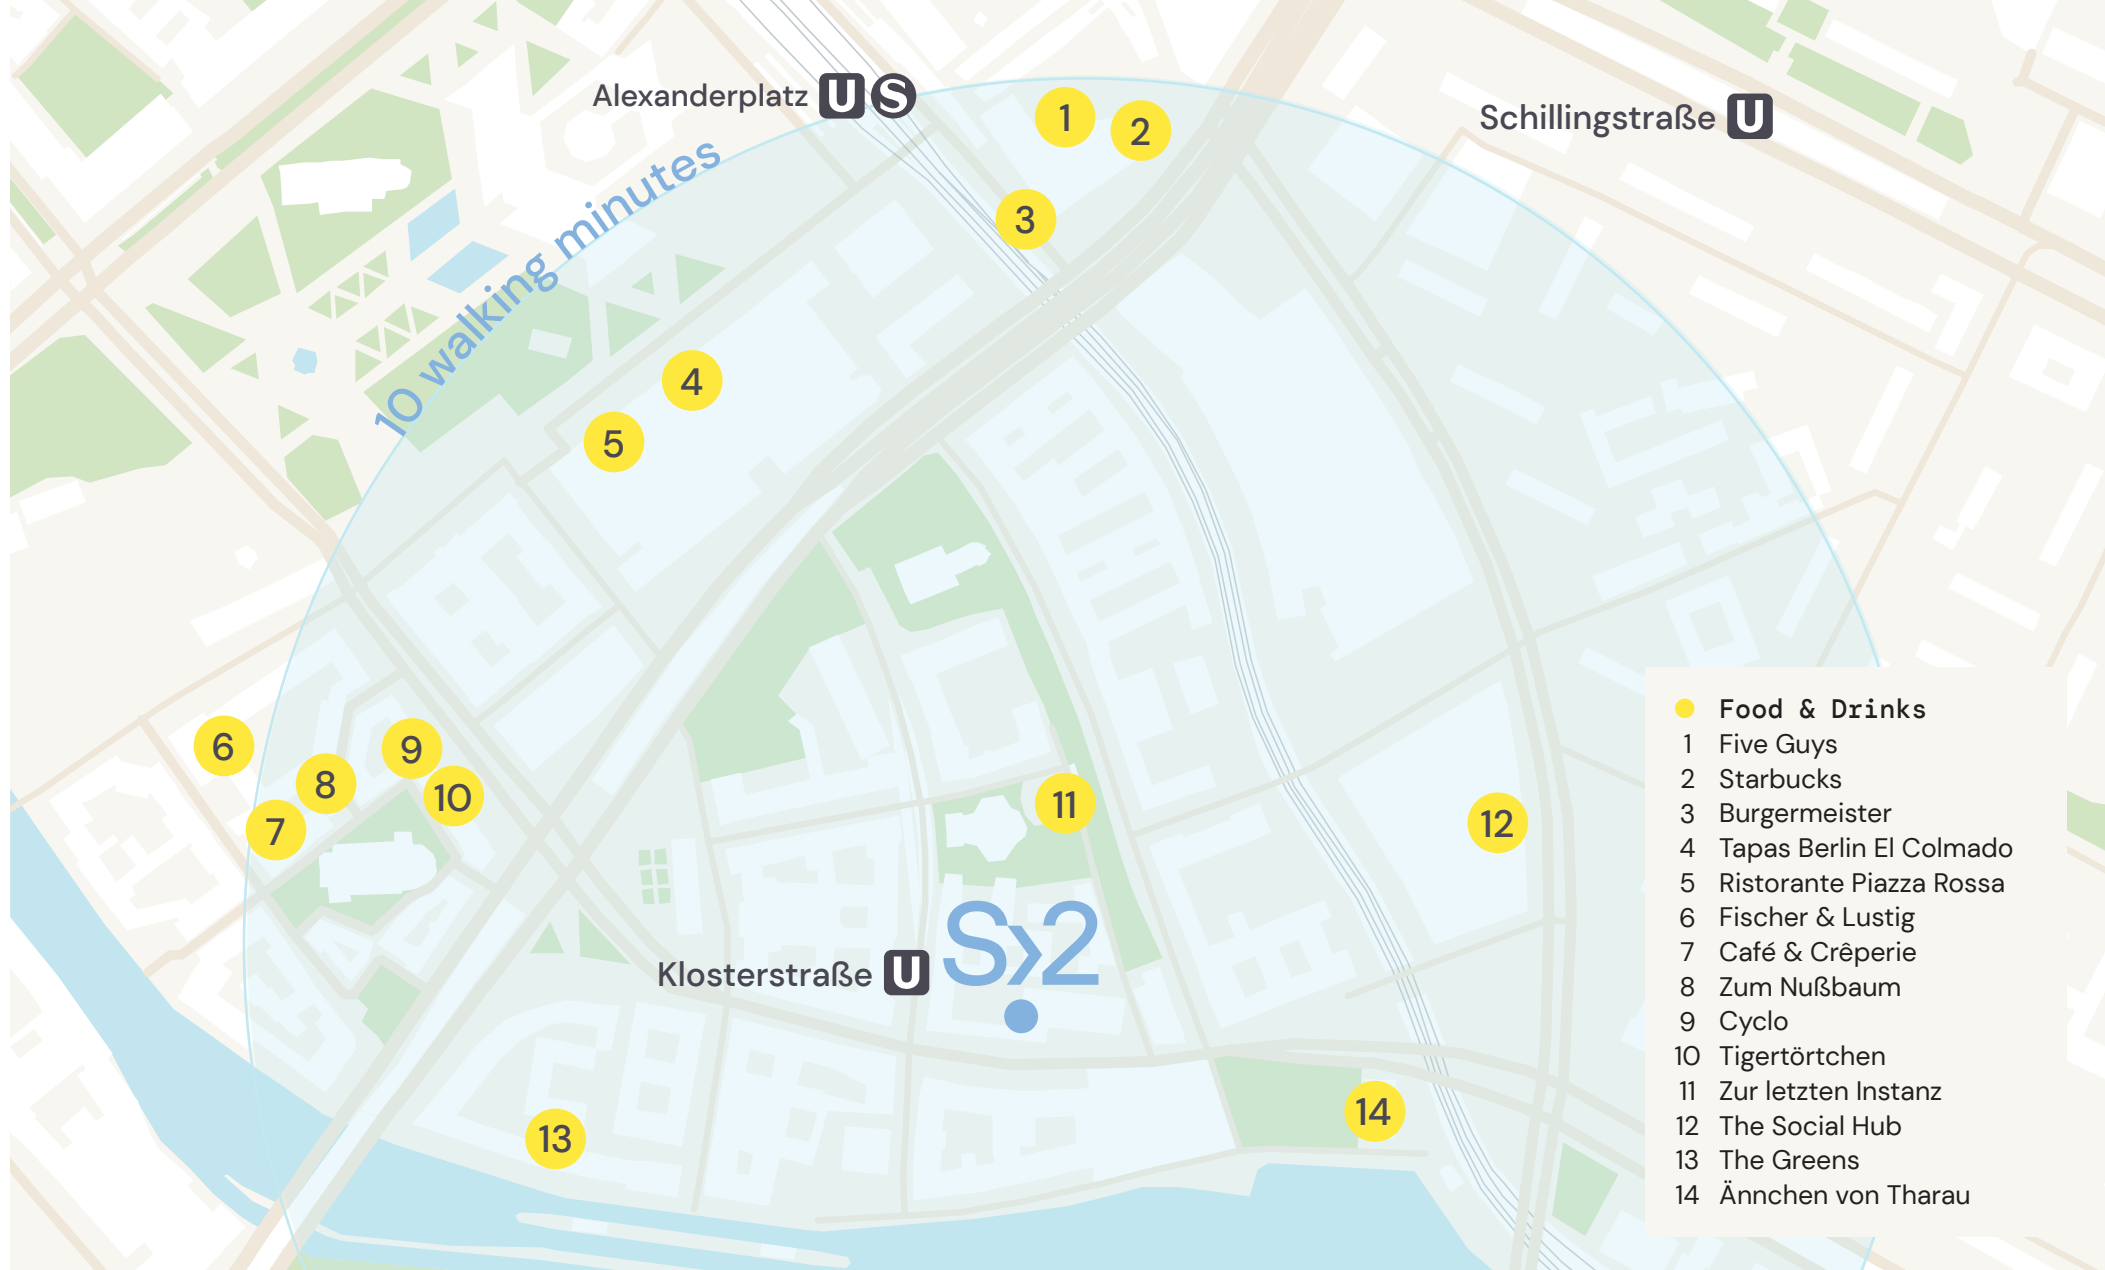 Alexanderplatz U S
Schillingstraße U
10 walking minutes
1
2
3
4
5
6
7
8
9
10
11
12
13
14
Klosterstraße U
S›2
Food & Drinks
1 Five Guys
2 Starbucks
3 Burgermeister
4 Tapas Berlin El Colmado
5 Ristorante Piazza Rossa
6 Fischer & Lustig
7 Café & Crêperie
8 Zum Nußbaum
9 Cyclo
10 Tigertörtchen
11 Zur letzten Instanz
12 The Social Hub
13 The Greens
14 Ännchen von Tharau